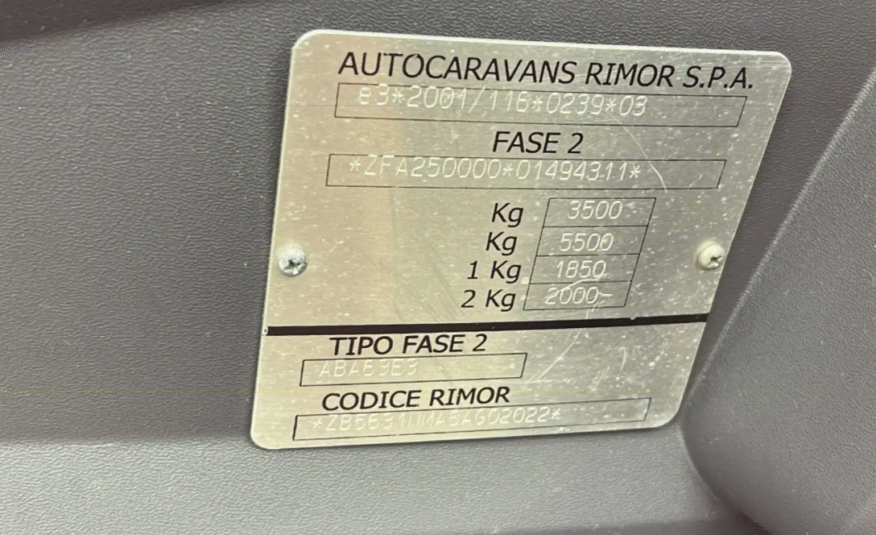 AUTOCARAVANS RIMOR S.P.A.
e3*2001/116*0239*03
FASE 2
*ZFA250000*01494311*
Kg 3500
Kg 5500
1 Kg 1850
2 Kg 2000-
TIPO FASE 2
ABA63E3
CODICE RIMOR